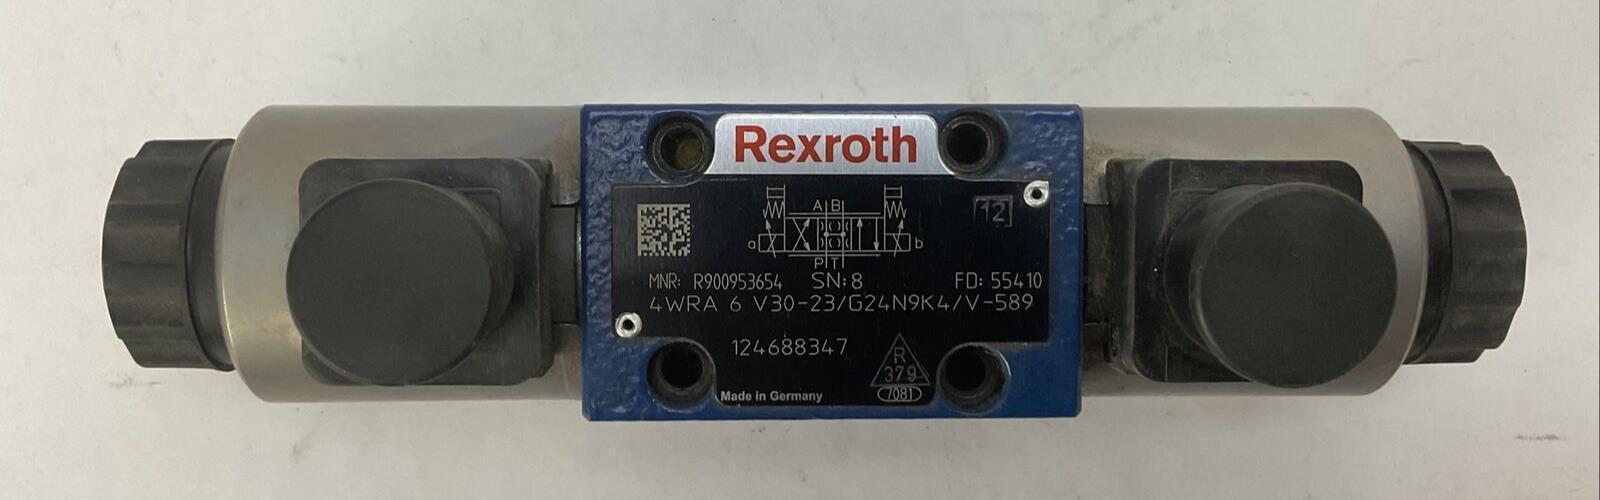 Rexroth
A B
12
a b
P T
MNR: R900953654 SN: 8 FD: 55410
4WRA 6 V30-23/G24N9K4/V-589
124688347
R
379
7081
Made in Germany